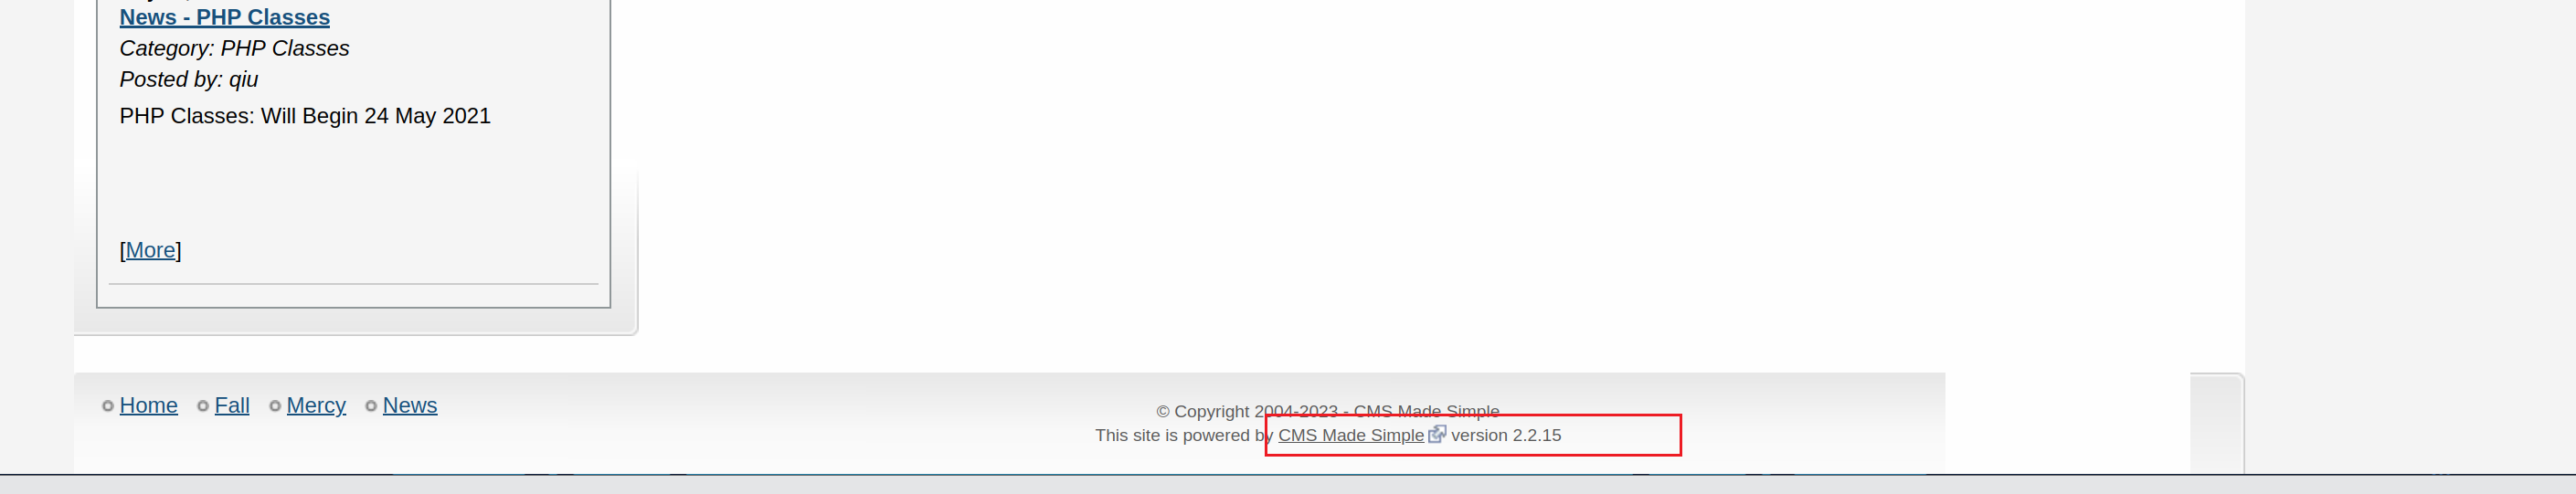 News - PHP Classes
Category: PHP Classes
Posted by: qiu
PHP Classes: Will Begin 24 May 2021
[More]
Home Fall Mercy News
© Copyright 2004-2023 - CMS Made Simple
This site is powered by CMS Made Simple version 2.2.15